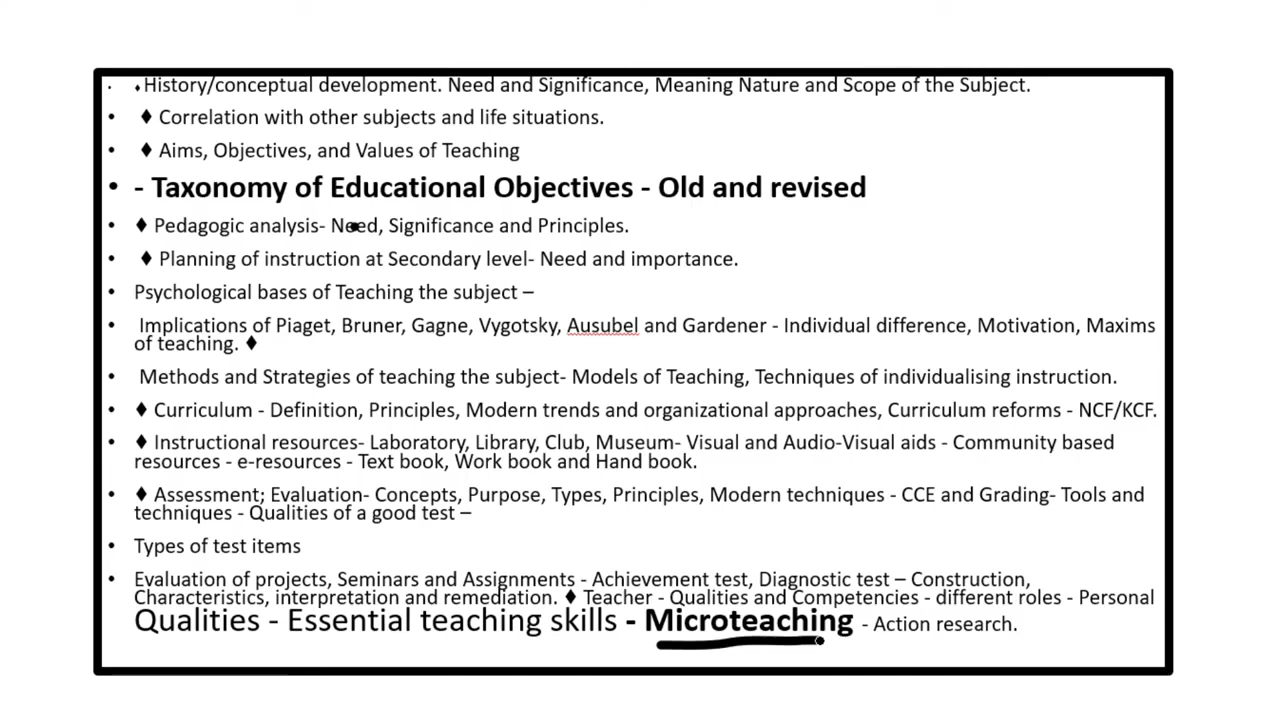 • ♦ History/conceptual development. Need and Significance, Meaning Nature and Scope of the Subject.
• ♦ Correlation with other subjects and life situations.
• ♦ Aims, Objectives, and Values of Teaching
• - Taxonomy of Educational Objectives - Old and revised
• ♦ Pedagogic analysis- Need, Significance and Principles.
• ♦ Planning of instruction at Secondary level- Need and importance.
• Psychological bases of Teaching the subject –
• Implications of Piaget, Bruner, Gagne, Vygotsky, Ausubel and Gardener - Individual difference, Motivation, Maxims
of teaching. ♦
• Methods and Strategies of teaching the subject- Models of Teaching, Techniques of individualising instruction.
• ♦ Curriculum - Definition, Principles, Modern trends and organizational approaches, Curriculum reforms - NCF/KCF.
• ♦ Instructional resources- Laboratory, Library, Club, Museum- Visual and Audio-Visual aids - Community based
resources - e-resources - Text book, Work book and Hand book.
• ♦ Assessment; Evaluation- Concepts, Purpose, Types, Principles, Modern techniques - CCE and Grading- Tools and
techniques - Qualities of a good test –
• Types of test items
• Evaluation of projects, Seminars and Assignments - Achievement test, Diagnostic test – Construction,
Characteristics, interpretation and remediation. ♦ Teacher - Qualities and Competencies - different roles - Personal
Qualities - Essential teaching skills - Microteaching - Action research.